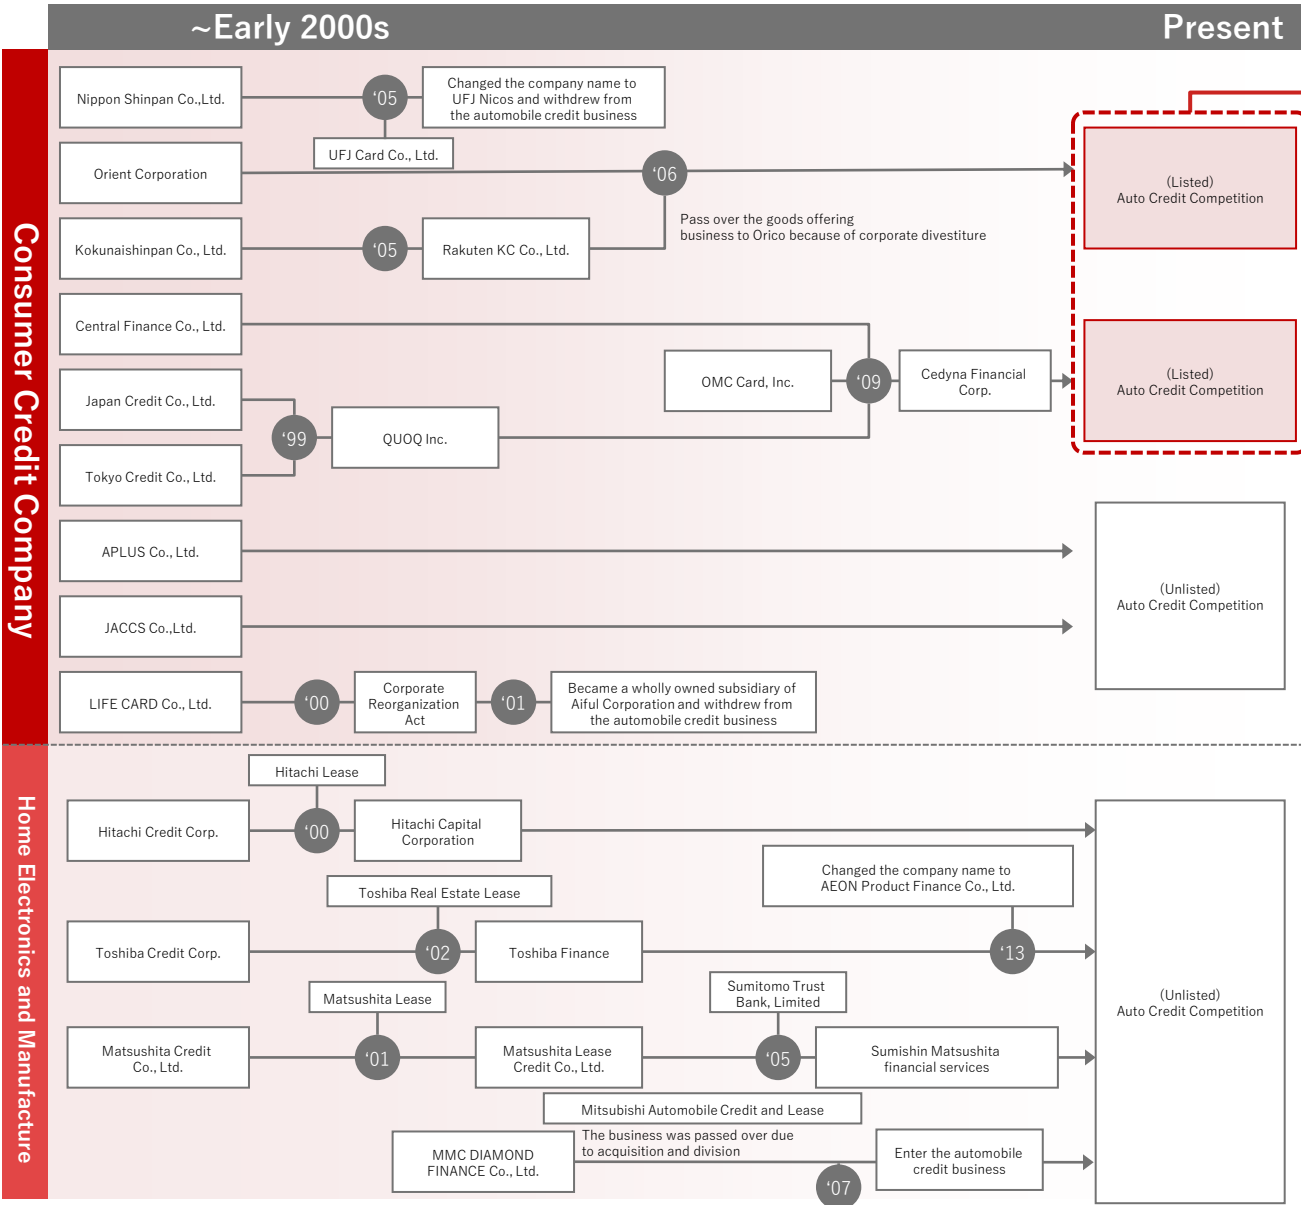 ~Early 2000s
Present
Consumer Credit Company
Nippon Shinpan Co.,Ltd.
‘05
Changed the company name to
UFJ Nicos and withdrew from
the automobile credit business
UFJ Card Co., Ltd.
Orient Corporation
‘06
(Listed)
Auto Credit Competition
Pass over the goods offering
business to Orico because of corporate divestiture
Kokunaishinpan Co., Ltd.
‘05
Rakuten KC Co., Ltd.
Central Finance Co., Ltd.
OMC Card, Inc.
‘09
Cedyna Financial
Corp.
(Listed)
Auto Credit Competition
Japan Credit Co., Ltd.
‘99
QUOQ Inc.
Tokyo Credit Co., Ltd.
APLUS Co., Ltd.
(Unlisted)
Auto Credit Competition
JACCS Co.,Ltd.
LIFE CARD Co., Ltd.
‘00
Corporate
Reorganization
Act
‘01
Became a wholly owned subsidiary of
Aiful Corporation and withdrew from
the automobile credit business
Home Electronics and Manufacture
Hitachi Lease
Hitachi Credit Corp.
‘00
Hitachi Capital
Corporation
Changed the company name to
AEON Product Finance Co., Ltd.
Toshiba Real Estate Lease
Toshiba Credit Corp.
‘02
Toshiba Finance
‘13
Matsushita Lease
Sumitomo Trust
Bank, Limited
(Unlisted)
Auto Credit Competition
Matsushita Credit
Co., Ltd.
‘01
Matsushita Lease
Credit Co., Ltd.
‘05
Sumishin Matsushita
financial services
Mitsubishi Automobile Credit and Lease
MMC DIAMOND
FINANCE Co., Ltd.
The business was passed over due
to acquisition and division
‘07
Enter the automobile
credit business